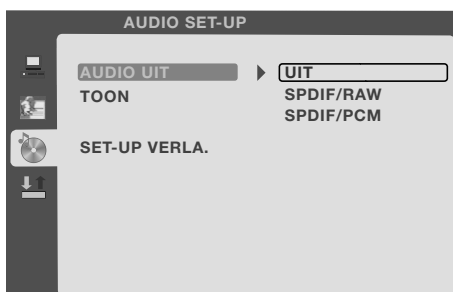 AUDIO SET-UP
AUDIO UIT
UIT
TOON
SPDIF/RAW
SPDIF/PCM
SET-UP VERLA.